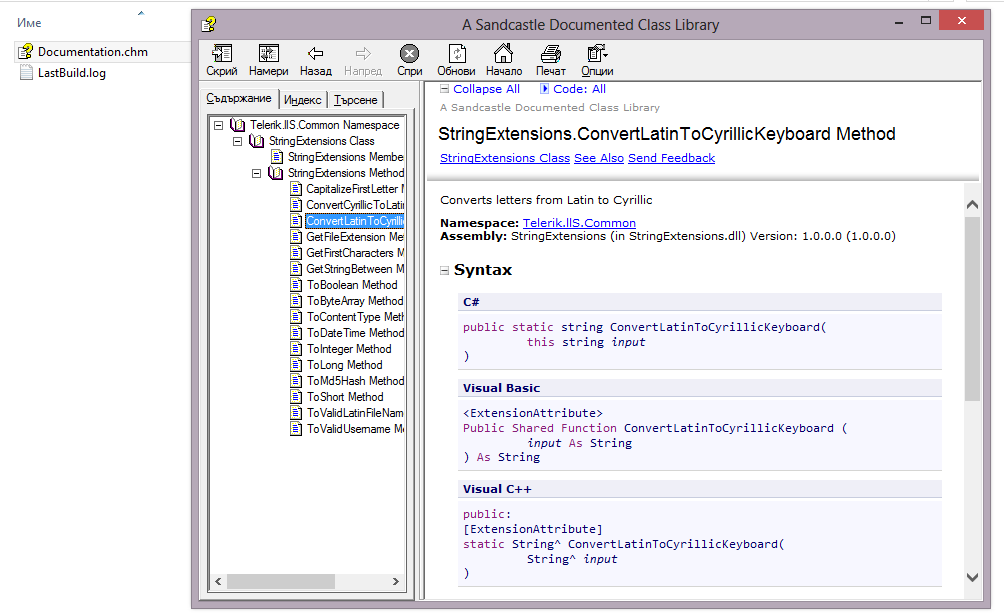 Име
Documentation.chm
LastBuild.log
A Sandcastle Documented Class Library
Скрий Намери Назад Напред Спри Обнови Начало Печат Опции
Съдържание Индекс Търсене
Telerik.IIS.Common Namespace
StringExtensions Class
StringExtensions Membe
StringExtensions Method
CapitalizeFirstLetter M
ConvertCyrillicToLati
ConvertLatinToCyrilli
GetFileExtension Me
GetFirstCharacters M
GetStringBetween M
ToBoolean Method
ToByteArray Method
ToContentType Meth
ToDateTime Method
ToInteger Method
ToLong Method
ToMd5Hash Method
ToShort Method
ToValidLatinFileNam
ToValidUsername Me
Collapse All Code: All
A Sandcastle Documented Class Library
StringExtensions.ConvertLatinToCyrillicKeyboard Method
StringExtensions Class See Also Send Feedback
Converts letters from Latin to Cyrillic
Namespace: Telerik.IIS.Common
Assembly: StringExtensions (in StringExtensions.dll) Version: 1.0.0.0 (1.0.0.0)
Syntax
C#
public static string ConvertLatinToCyrillicKeyboard(
this string input
)
Visual Basic
<ExtensionAttribute>
Public Shared Function ConvertLatinToCyrillicKeyboard (
input As String
) As String
Visual C++
public:
[ExtensionAttribute]
static String^ ConvertLatinToCyrillicKeyboard(
String^ input
)